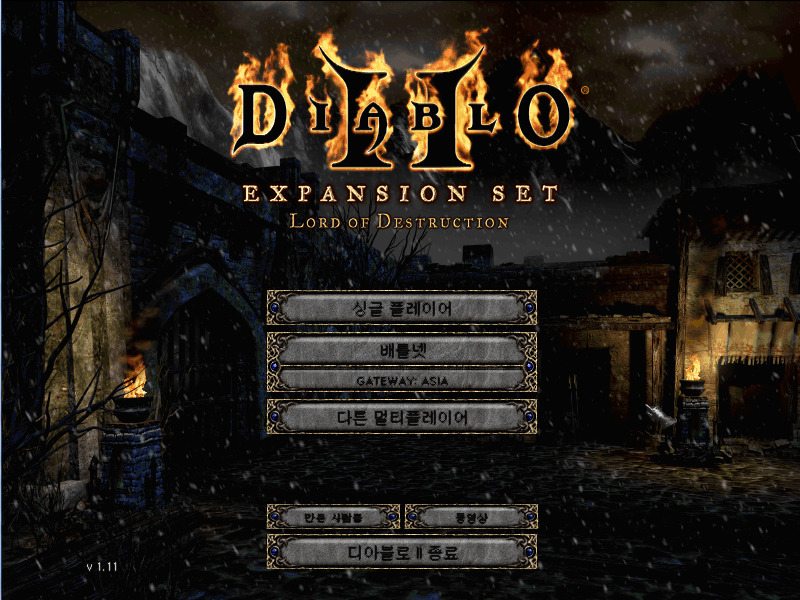 DIABLO II ®
EXPANSION SET
LORD OF DESTRUCTION
싱글 플레이어
배틀넷
GATEWAY: ASIA
다른 멀티플레이어
만든 사람들 동영상
디아블로 II 종료
v 1.11